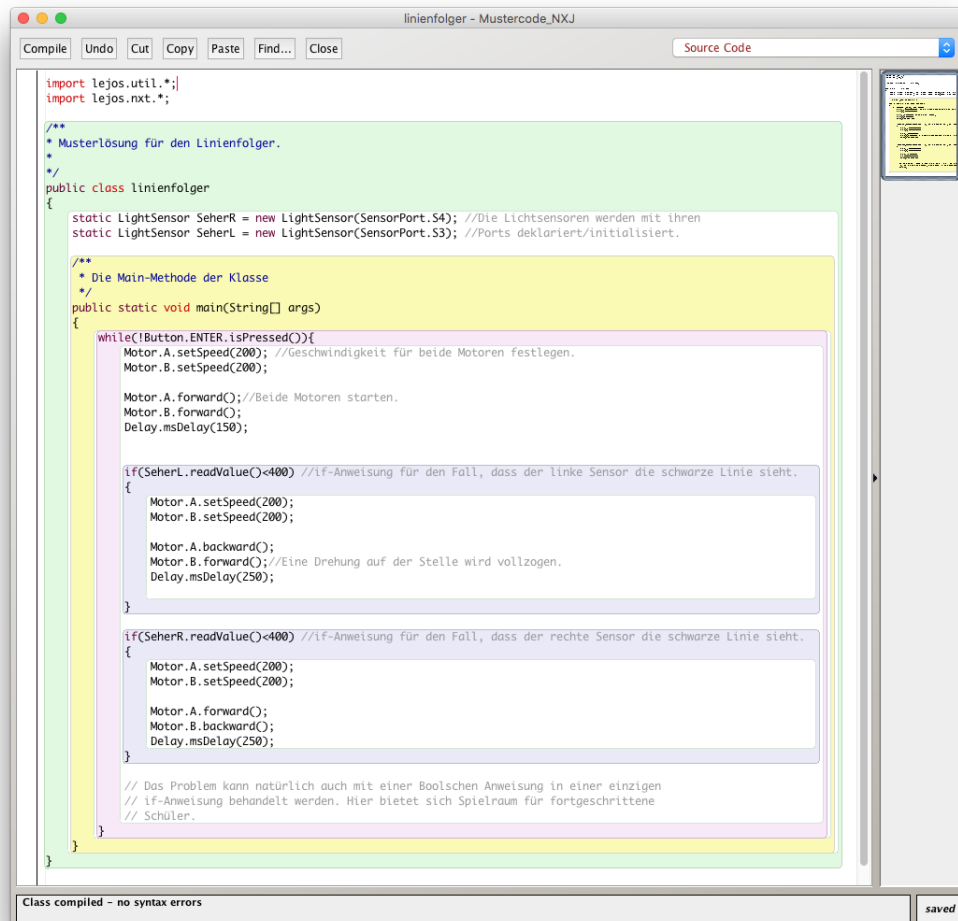 linienfolger - Mustercode_NXJ
Compile Undo Cut Copy Paste Find... Close Source Code
import lejos.util.*;
import lejos.nxt.*;
/**
* Musterlösung für den Linienfolger.
*
*/
public class linienfolger
{
static LightSensor SeherR = new LightSensor(SensorPort.S4); //Die Lichtsensoren werden mit ihren
static LightSensor SeherL = new LightSensor(SensorPort.S3); //Ports deklariert/initialisiert.
/**
* Die Main-Methode der Klasse
*/
public static void main(String[] args)
{
while(!Button.ENTER.isPressed()){
Motor.A.setSpeed(200); //Geschwindigkeit für beide Motoren festlegen.
Motor.B.setSpeed(200);
Motor.A.forward();//Beide Motoren starten.
Motor.B.forward();
Delay.msDelay(150);
if(SeherL.readValue()<400) //if-Anweisung für den Fall, dass der linke Sensor die schwarze Linie sieht.
{
Motor.A.setSpeed(200);
Motor.B.setSpeed(200);
Motor.A.backward();
Motor.B.forward();//Eine Drehung auf der Stelle wird vollzogen.
Delay.msDelay(250);
}
if(SeherR.readValue()<400) //if-Anweisung für den Fall, dass der rechte Sensor die schwarze Linie sieht.
{
Motor.A.setSpeed(200);
Motor.B.setSpeed(200);
Motor.A.forward();
Motor.B.backward();
Delay.msDelay(250);
}
// Das Problem kann natürlich auch mit einer Boolschen Anweisung in einer einzigen
// if-Anweisung behandelt werden. Hier bietet sich Spielraum für fortgeschrittene
// Schüler.
}
}
}
Class compiled - no syntax errors
saved